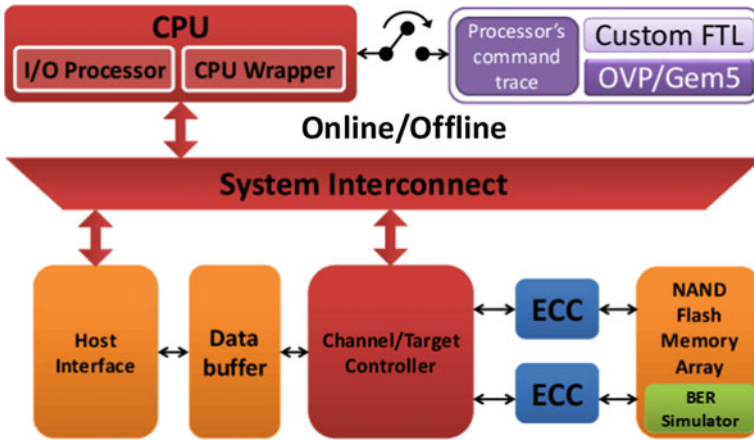 CPU
I/O Processor
CPU Wrapper
Processor's
command
trace
Custom FTL
OVP/Gem5
Online/Offline
System Interconnect
Host
Interface
Data
buffer
Channel/Target
Controller
ECC
ECC
NAND
Flash
Memory
Array
BER
Simulator